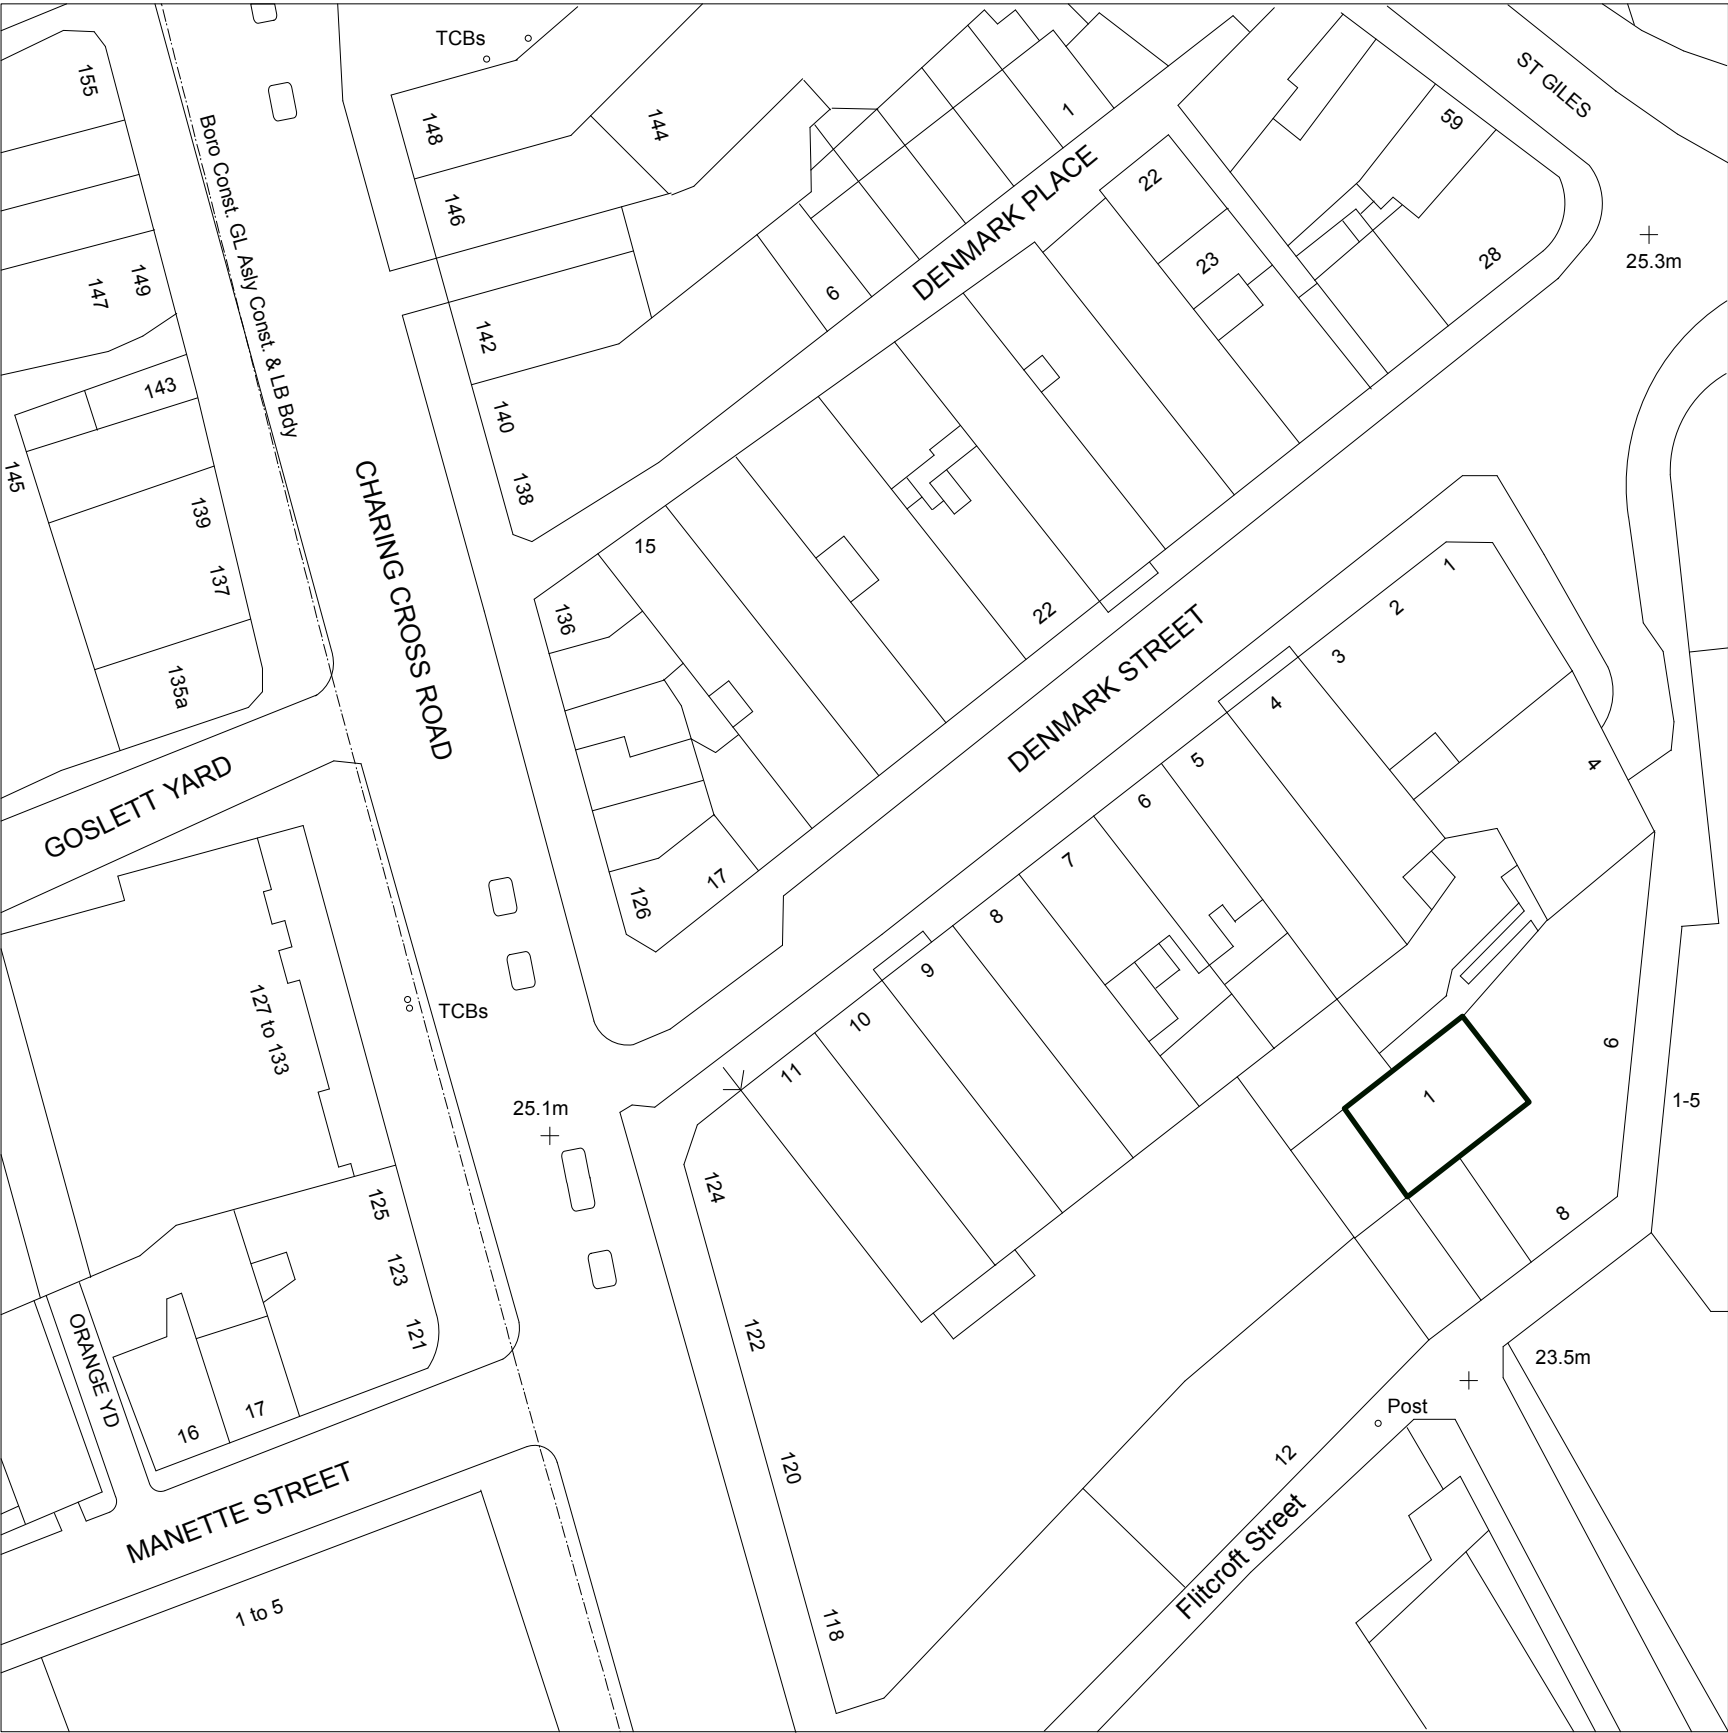 TCBs
155
148
144
1
ST GILES
59
Boro Const. GL Asly Const. & LB Bdy
146
22
DENMARK PLACE
23
28
25.3m
149
147
6
142
143
140
145
138
139
CHARING CROSS ROAD
15
137
136
22
1
2
3
4
DENMARK STREET
135a
5
4
GOSLETT YARD
6
7
17
126
8
9
127 to 133
TCBs
10
11
6
1
1-5
25.1m
124
125
8
123
121
122
ORANGE YD
23.5m
Post
17
16
12
120
MANETTE STREET
Flitcroft Street
1 to 5
118